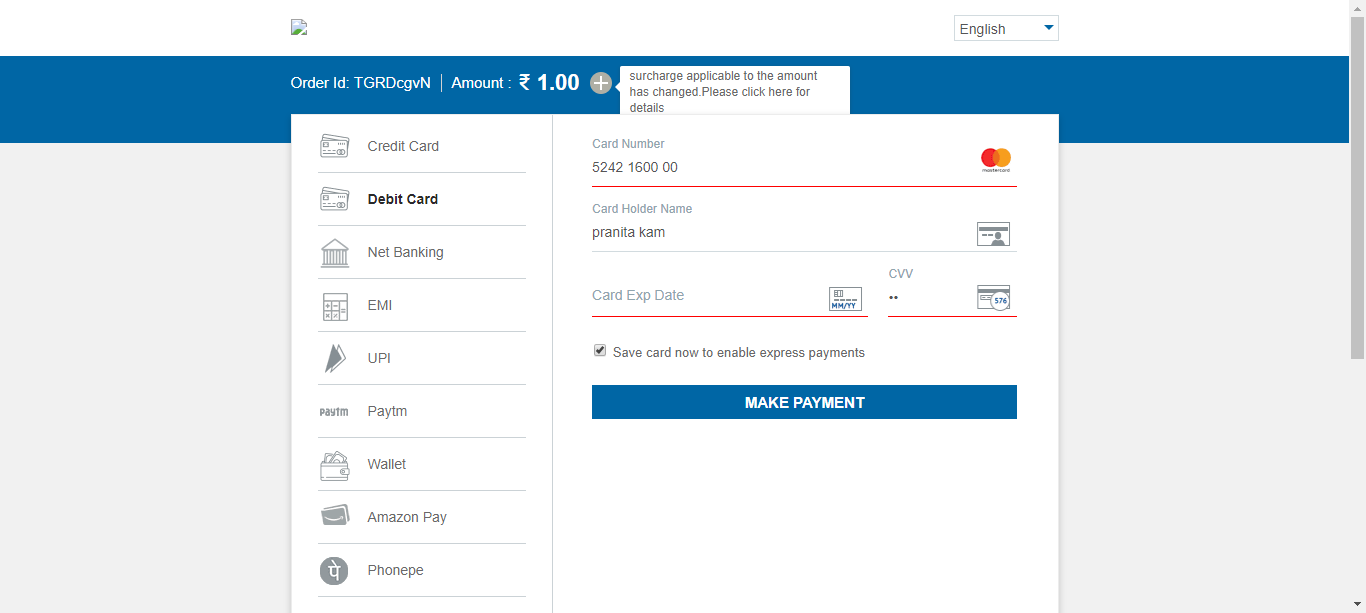 English
Order Id: TGRDcgvN
Amount : ₹ 1.00
surcharge applicable to the amount
has changed.Please click here for
details
Credit Card
Debit Card
Net Banking
EMI
UPI
paytm Paytm
Wallet
Amazon Pay
पे Phonepe
Card Number
5242 1600 00
mastercard
Card Holder Name
pranita kam
Card Exp Date
MM/YY
CVV
••
576
Save card now to enable express payments
MAKE PAYMENT